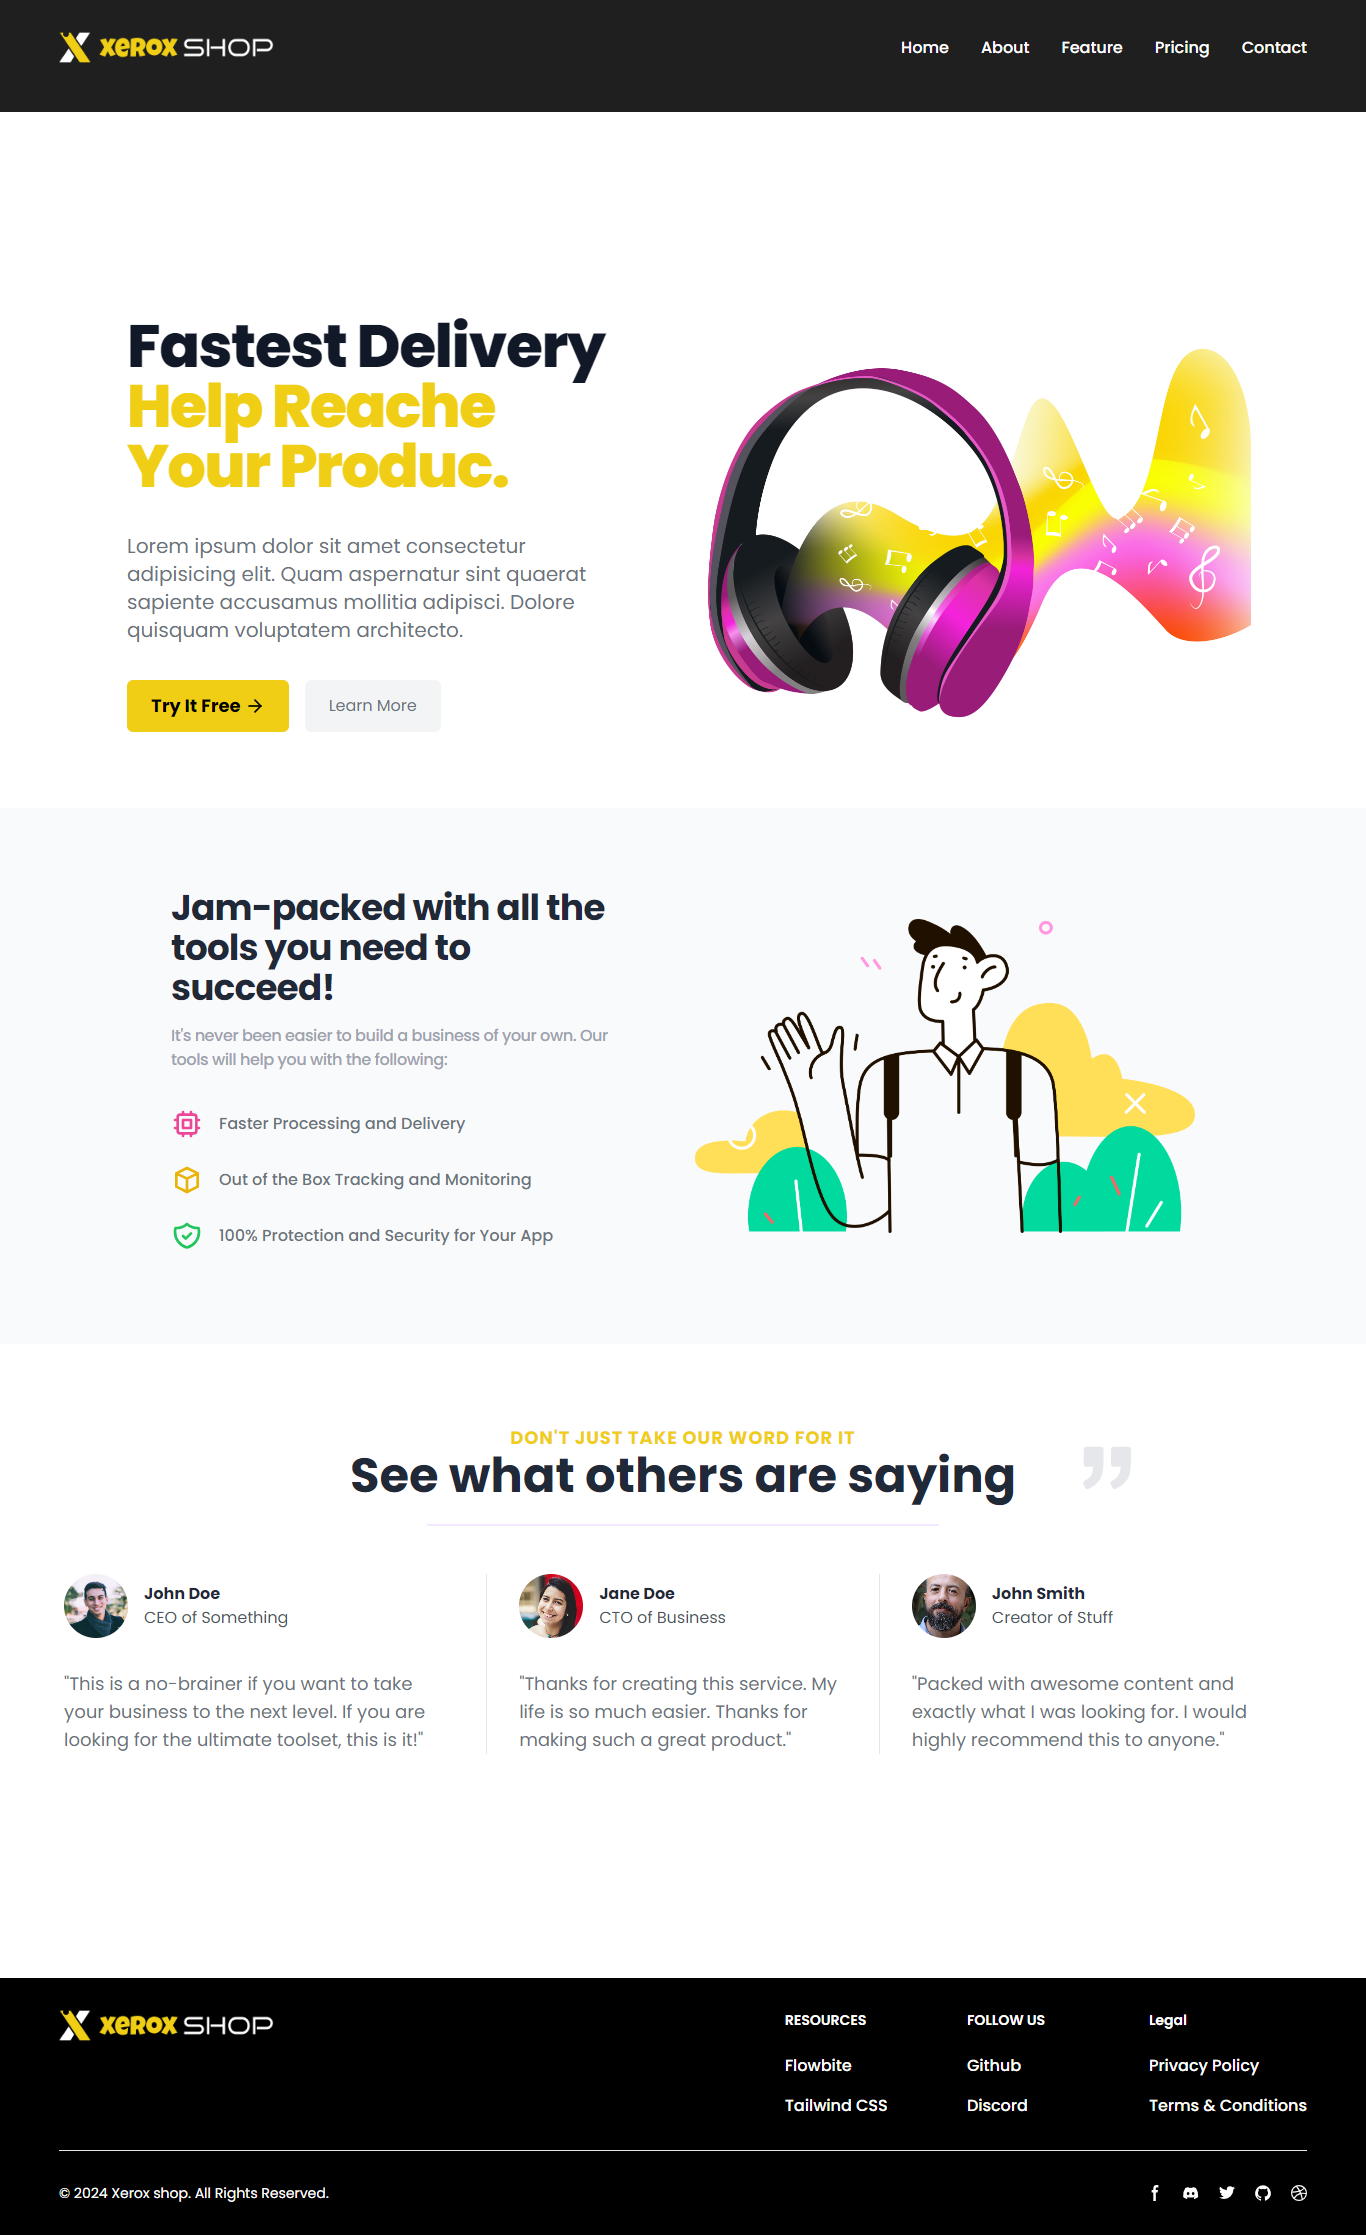 XEROX SHOP
Home About Feature Pricing Contact
Fastest Delivery
Help Reache
Your Produc.
Lorem ipsum dolor sit amet consectetur
adipisicing elit. Quam aspernatur sint quaerat
sapiente accusamus mollitia adipisci. Dolore
quisquam voluptatem architecto.
Try It Free →
Learn More
Jam-packed with all the
tools you need to
succeed!
It's never been easier to build a business of your own. Our
tools will help you with the following:
Faster Processing and Delivery
Out of the Box Tracking and Monitoring
100% Protection and Security for Your App
DON'T JUST TAKE OUR WORD FOR IT
See what others are saying
John Doe
CEO of Something
"This is a no-brainer if you want to take
your business to the next level. If you are
looking for the ultimate toolset, this is it!"
Jane Doe
CTO of Business
"Thanks for creating this service. My
life is so much easier. Thanks for
making such a great product."
John Smith
Creator of Stuff
"Packed with awesome content and
exactly what I was looking for. I would
highly recommend this to anyone."
XEROX SHOP
RESOURCES
Flowbite
Tailwind CSS
FOLLOW US
Github
Discord
Legal
Privacy Policy
Terms & Conditions
© 2024 Xerox shop. All Rights Reserved.